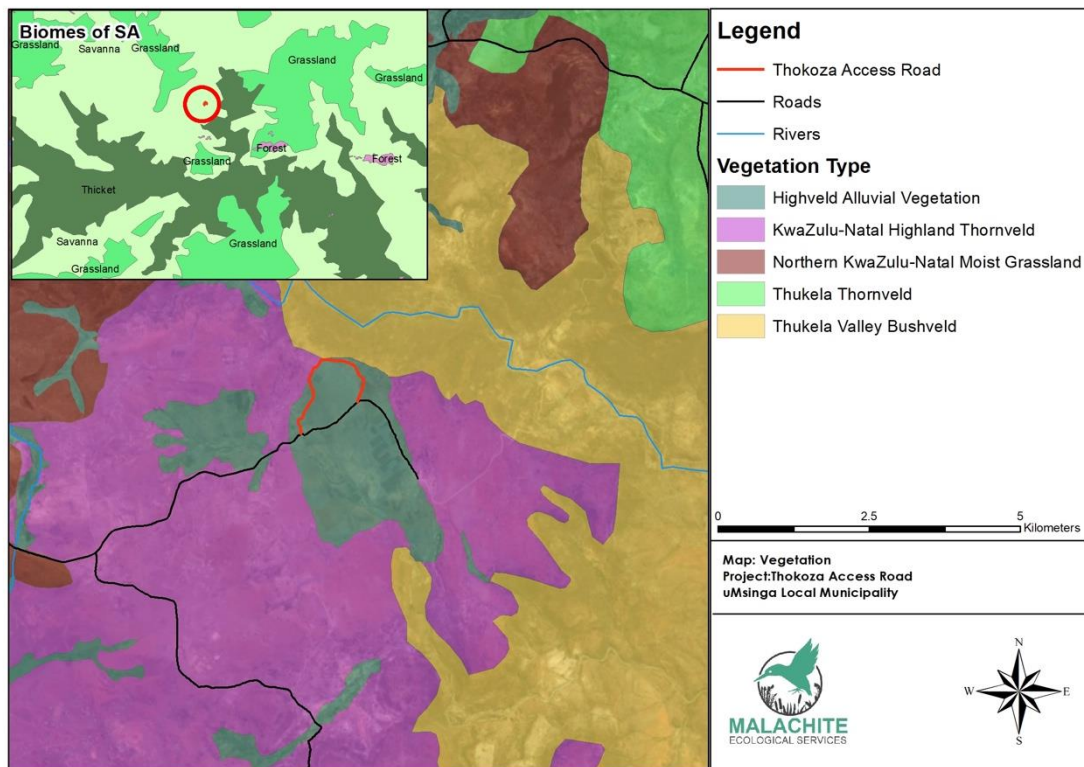 Biomes of SA
Grassland
Savanna
Grassland
Grassland
Grassland
Grassland
Forest
Forest
Thicket
Savanna
Grassland
Grassland
Legend
Thokoza Access Road
Roads
Rivers
Vegetation Type
Highveld Alluvial Vegetation
KwaZulu-Natal Highland Thornveld
Northern KwaZulu-Natal Moist Grassland
Thukela Thornveld
Thukela Valley Bushveld
0 2.5 5
Kilometers
Map: Vegetation
Project:Thokoza Access Road
uMsinga Local Municipality
MALACHITE
ECOLOGICAL SERVICES
N
W E
S